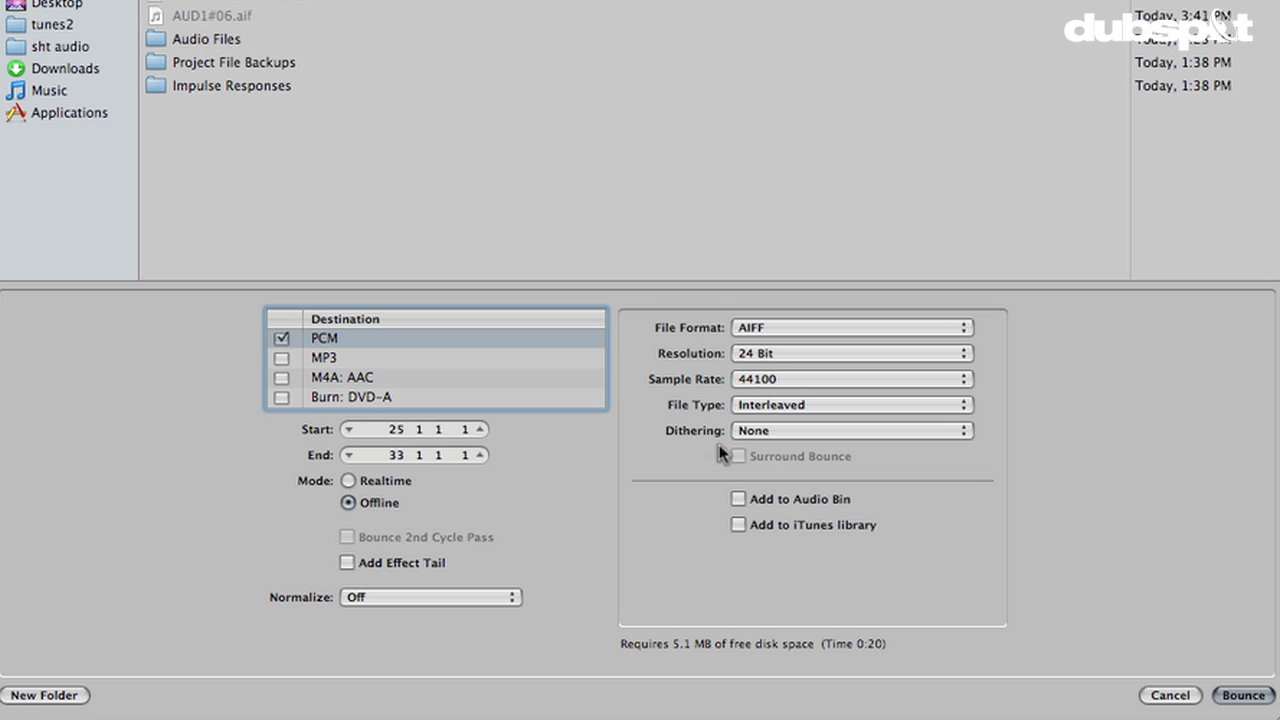 Desktop
tunes2
sht audio
Downloads
Music
Applications
AUD1#06.aif
Audio Files
Project File Backups
Impulse Responses
Today, 3:41 PM
Today, 1:38 PM
Today, 1:38 PM
dubspot
Destination
PCM
MP3
M4A: AAC
Burn: DVD-A
Start: 25 1 1 1
End: 33 1 1 1
Mode: Realtime
Offline
Bounce 2nd Cycle Pass
Add Effect Tail
Normalize: Off
File Format: AIFF
Resolution: 24 Bit
Sample Rate: 44100
File Type: Interleaved
Dithering: None
Surround Bounce
Add to Audio Bin
Add to iTunes library
Requires 5.1 MB of free disk space (Time 0:20)
New Folder
Cancel
Bounce